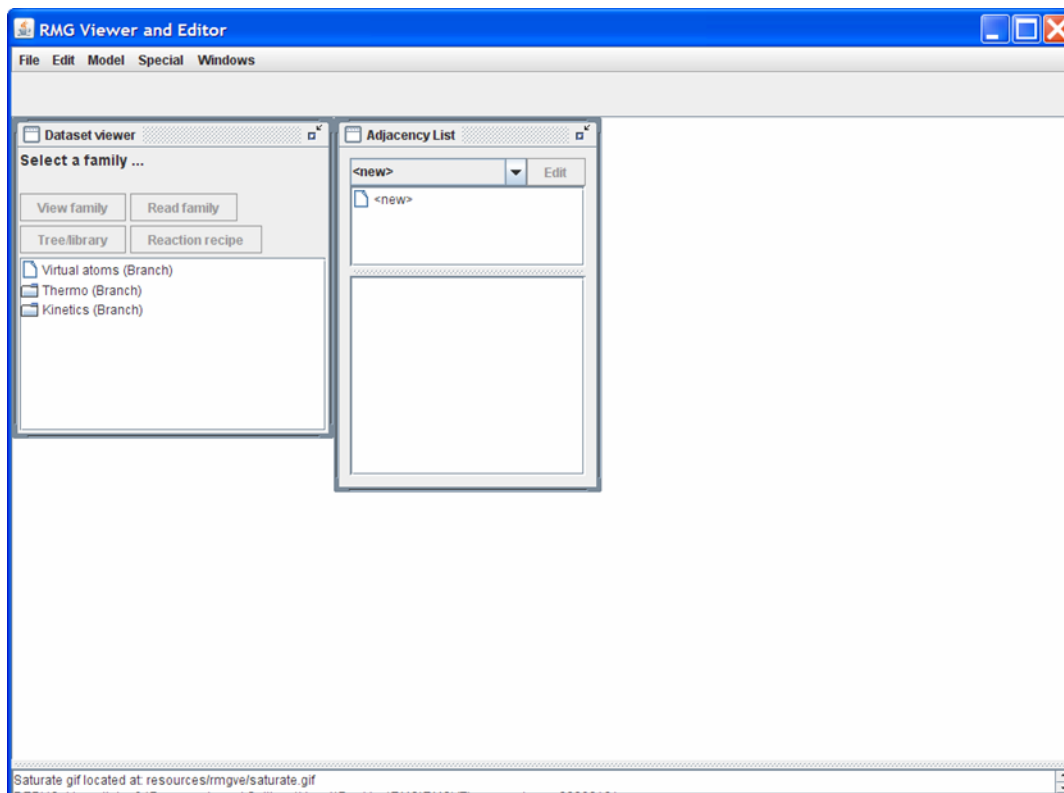 RMG Viewer and Editor
File Edit Model Special Windows
Dataset viewer
Select a family ...
View family Read family
Tree/library Reaction recipe
Virtual atoms (Branch)
Thermo (Branch)
Kinetics (Branch)
Adjacency List
<new> Edit
<new>
Saturate gif located at: resources/rmgve/saturate.gif